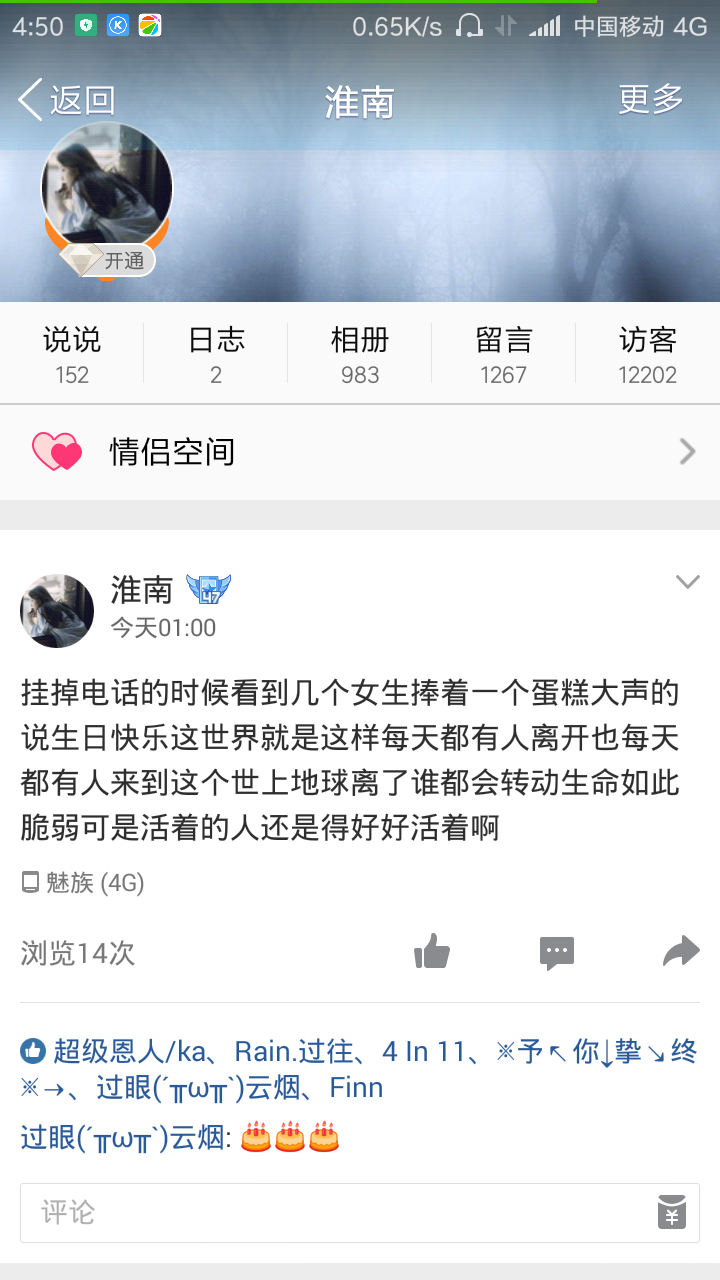 4:50 0.65K/s 中国移动 4G
返回 淮南 更多
开通
说说 日志 相册 留言 访客
152 2 983 1267 12202
情侣空间
淮南 47
今天01:00
挂掉电话的时候看到几个女生捧着一个蛋糕大声的
说生日快乐这世界就是这样每天都有人离开也每天
都有人来到这个世上地球离了谁都会转动生命如此
脆弱可是活着的人还是得好好活着啊
魅族 (4G)
浏览14次
超级恩人/ka、Rain.过往、4 In 11、※予↖你↓挚↘终
※→、过眼(´╥ω╥`)云烟、Finn
过眼(´╥ω╥`)云烟: 🎂🎂🎂
评论 ¥